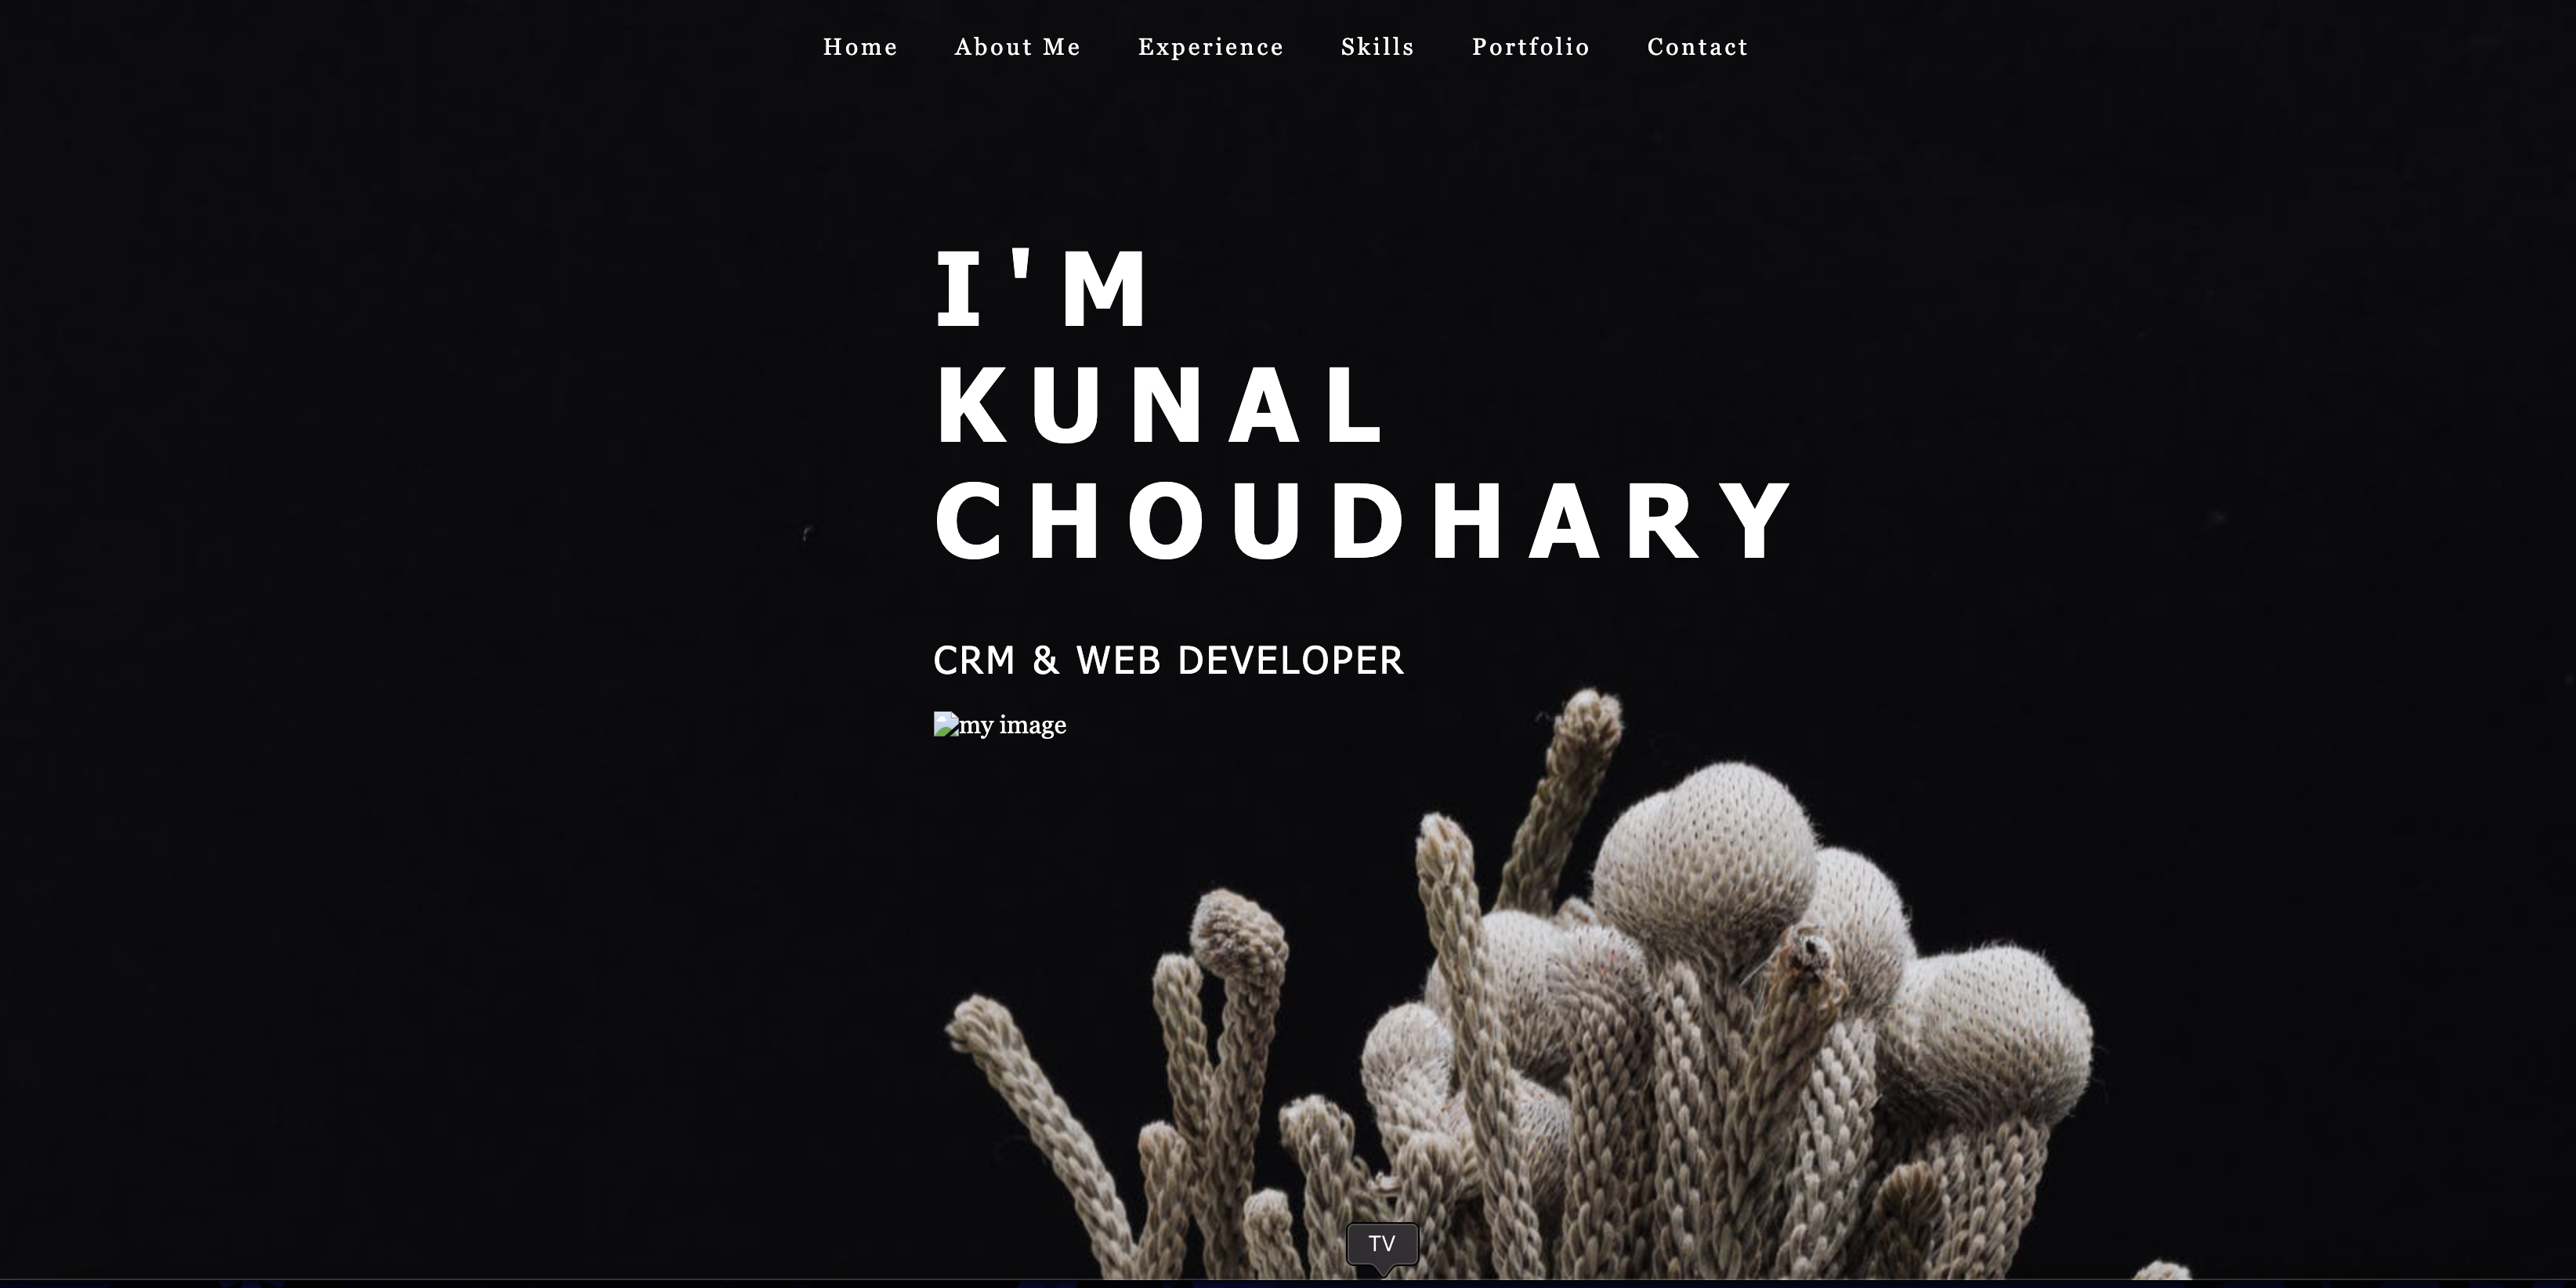 Home About Me Experience Skills Portfolio Contact
I'M
KUNAL
CHOUDHARY
CRM & WEB DEVELOPER
my image
TV